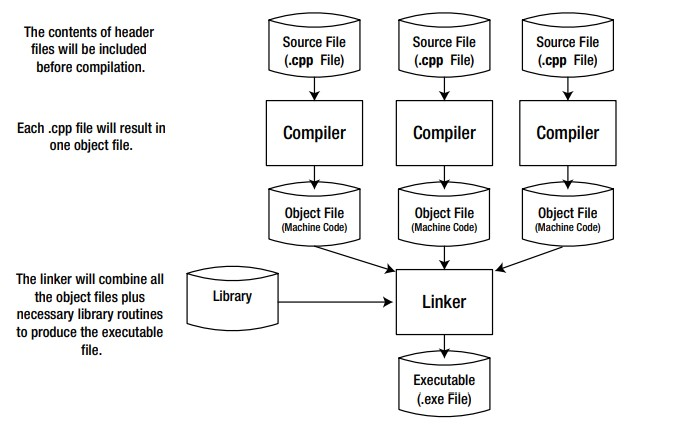 The contents of header
files will be included
before compilation.
Source File
(.cpp File)
Source File
(.cpp File)
Source File
(.cpp File)
Each .cpp file will result in
one object file.
Compiler
Compiler
Compiler
Object File
(Machine Code)
Object File
(Machine Code)
Object File
(Machine Code)
The linker will combine all
the object files plus
necessary library routines
to produce the executable
file.
Library
Linker
Executable
(.exe File)